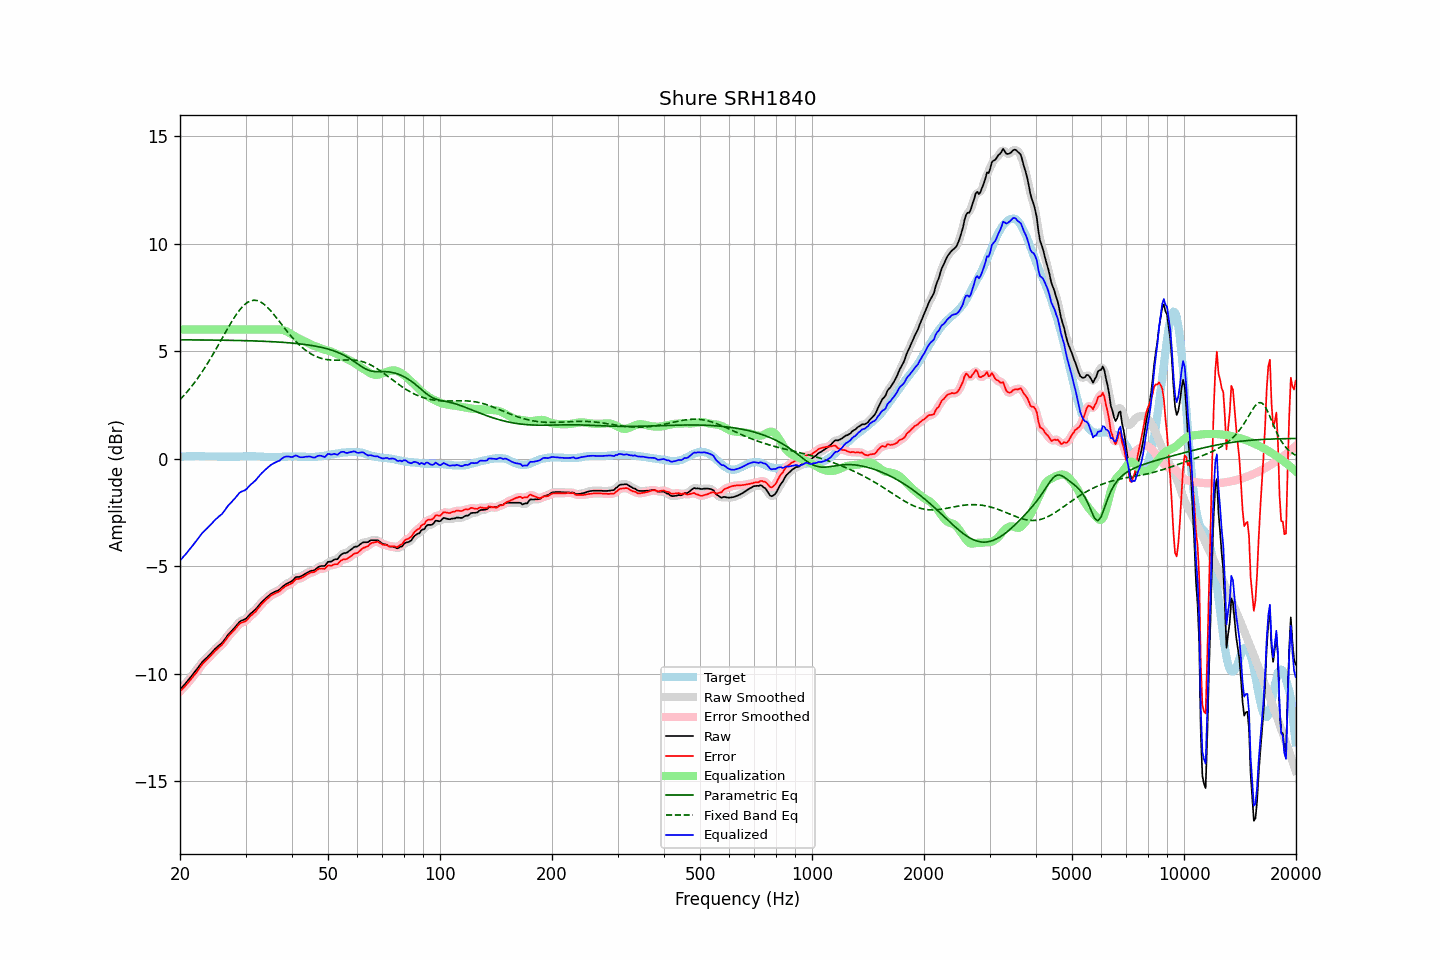 Shure SRH1840
Amplitude (dBr)
15
10
5
0
−5
−10
−15
Target
Raw Smoothed
Error Smoothed
Raw
Error
Equalization
Parametric Eq
Fixed Band Eq
Equalized
20 50 100 200 500 1000 2000 5000 10000 20000
Frequency (Hz)